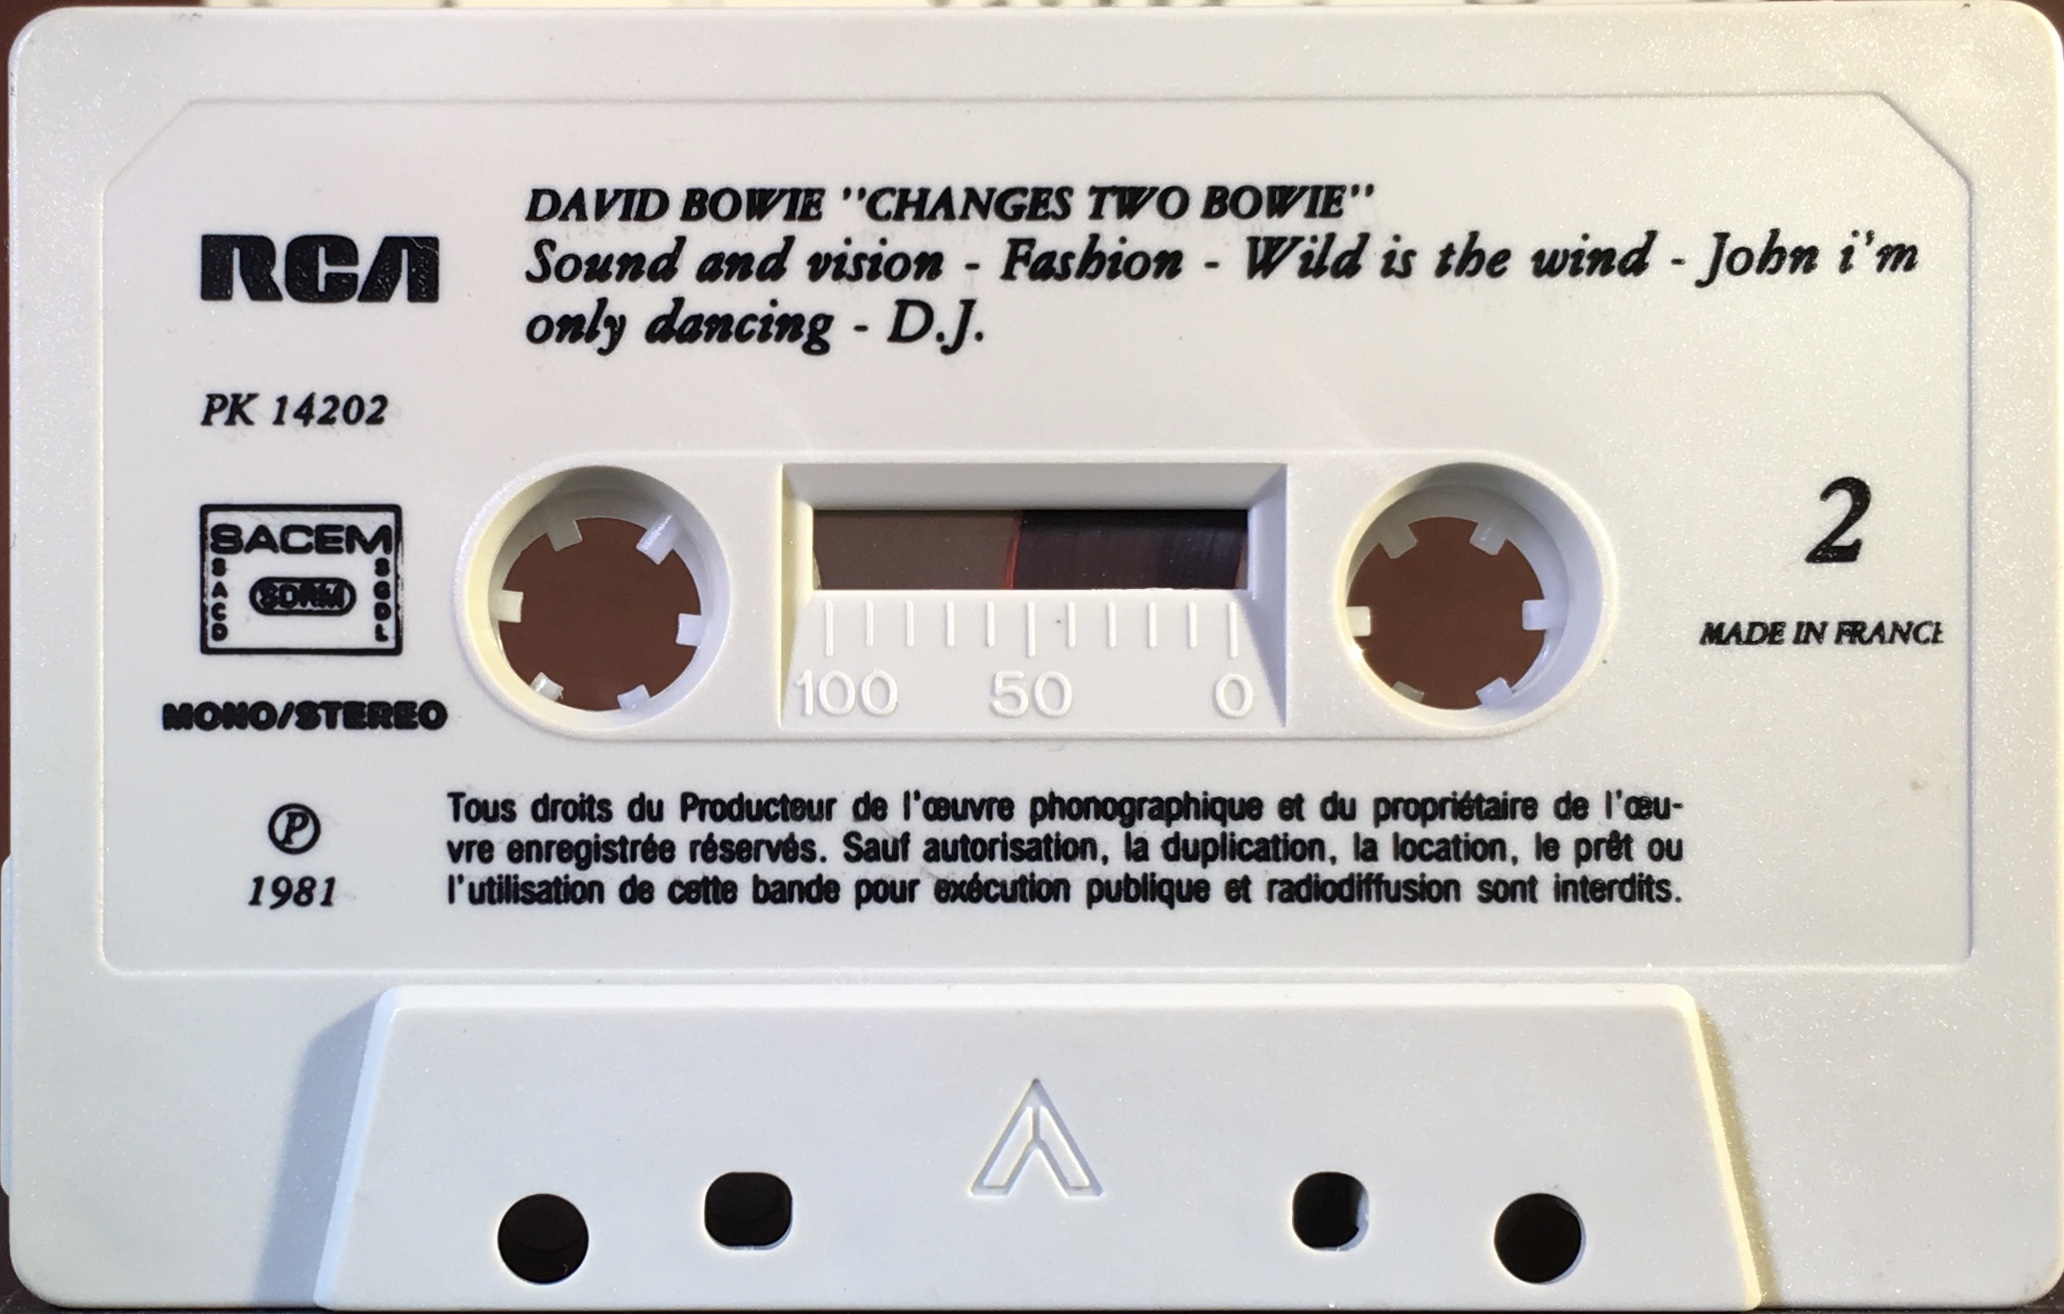 DAVID BOWIE "CHANGES TWO BOWIE"
Sound and vision - Fashion - Wild is the wind - John i'm
only dancing - D.J.
RCA
PK 14202
SACEM
SACD
SDRM
SGDL
MONO/STEREO
2
MADE IN FRANCE
100 50 0
Ⓟ
1981
Tous droits du Producteur de l'œuvre phonographique et du propriétaire de l'œu-
vre enregistrée réservés. Sauf autorisation, la duplication, la location, le prêt ou
l'utilisation de cette bande pour exécution publique et radiodiffusion sont interdits.